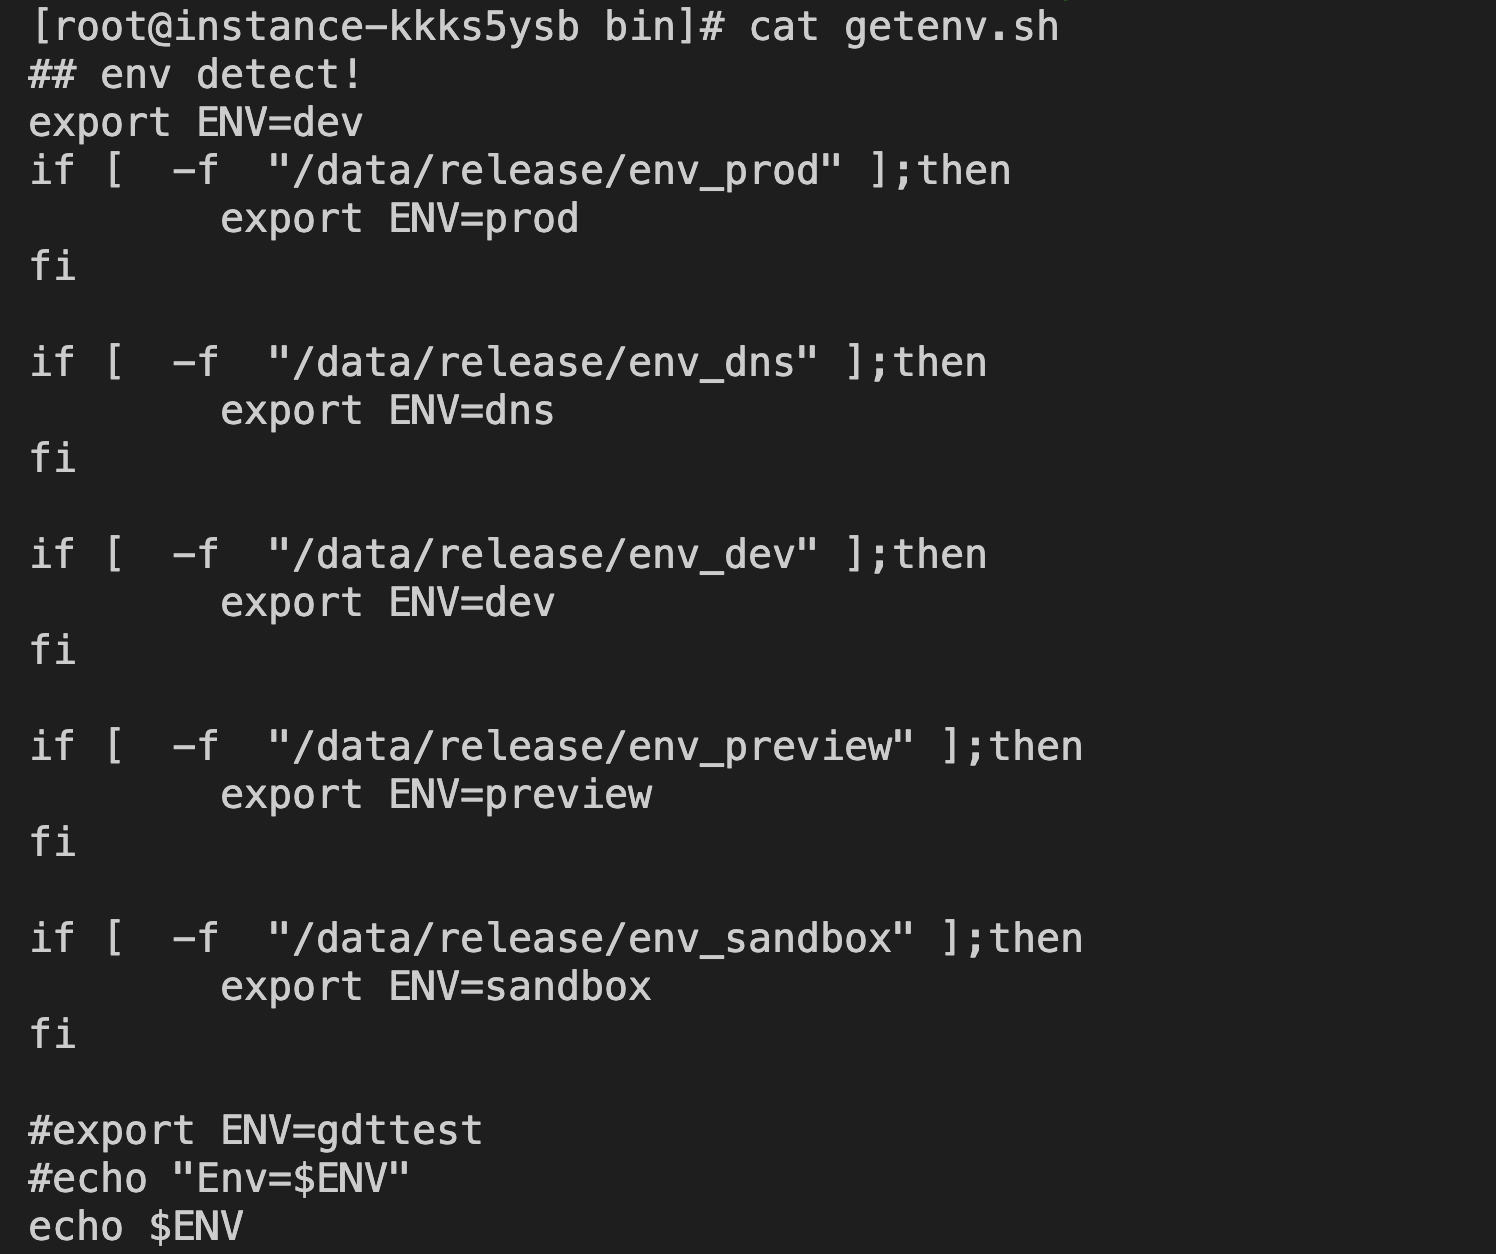 [root@instance-kkks5ysb bin]# cat getenv.sh
## env detect!
export ENV=dev
if [  -f  "/data/release/env_prod" ];then
        export ENV=prod
fi

if [  -f  "/data/release/env_dns" ];then
        export ENV=dns
fi

if [  -f  "/data/release/env_dev" ];then
        export ENV=dev
fi

if [  -f  "/data/release/env_preview" ];then
        export ENV=preview
fi

if [  -f  "/data/release/env_sandbox" ];then
        export ENV=sandbox
fi

#export ENV=gdttest
#echo "Env=$ENV"
echo $ENV